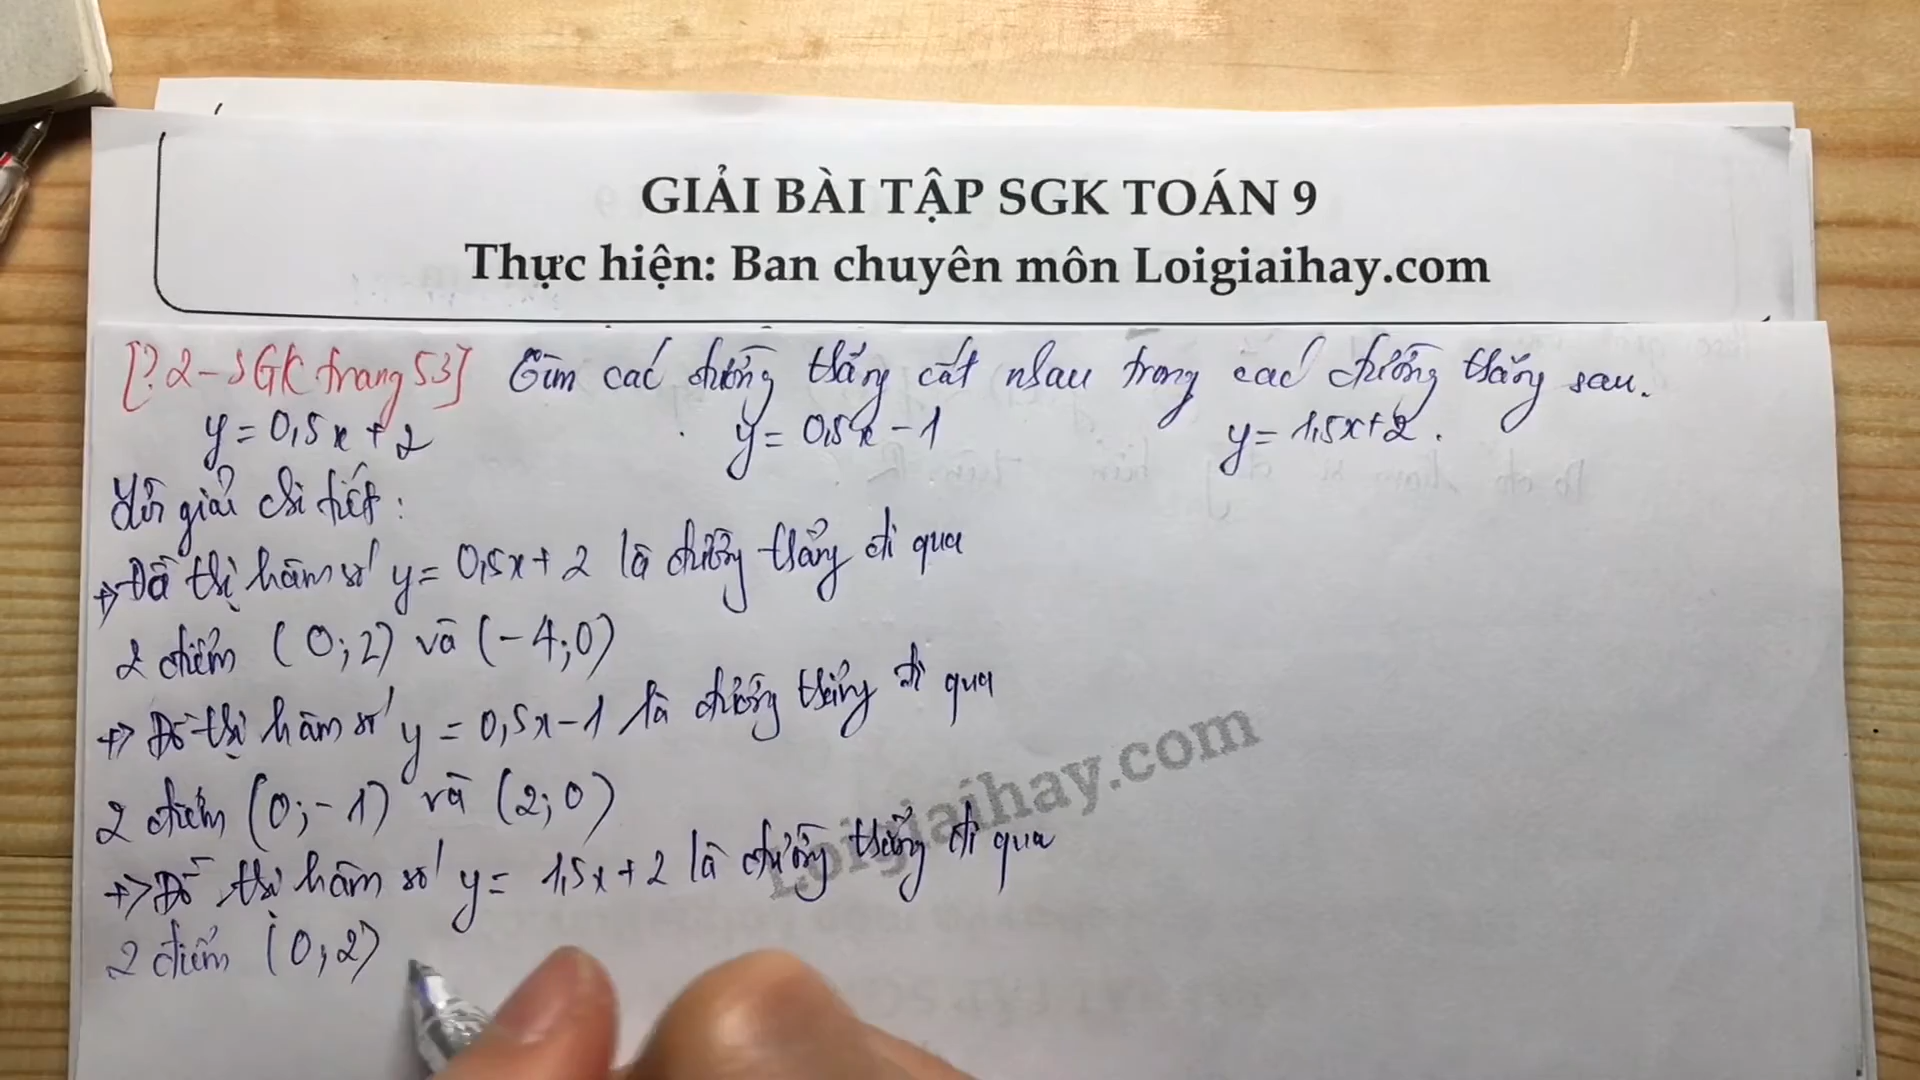 GIẢI BÀI TẬP SGK TOÁN 9
Thực hiện: Ban chuyên môn Loigiaihay.com
[?2-SGK trang 53] Tìm các đường thẳng cắt nhau trong các đường thẳng sau.
y=0,5x+2 y=0,5x-1 y=1,5x+2.
Lời giải chi tiết:
+> Đồ thị hàm số y=0,5x+2 là đường thẳng đi qua
2 điểm (0;2) và (-4;0)
+> Đồ thị hàm số y=0,5x-1 là đường thẳng đi qua
2 điểm (0;-1) và (2;0)
+> Đồ thị hàm số y=1,5x+2 là đường thẳng đi qua
2 điểm (0;2)
Loigiaihay.com